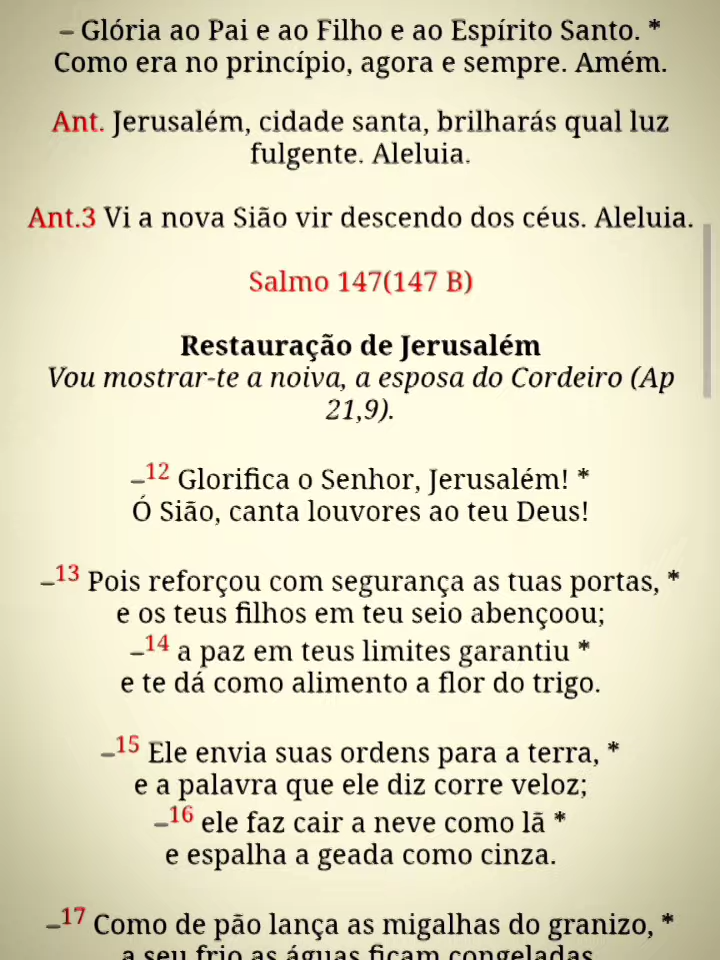 – Glória ao Pai e ao Filho e ao Espírito Santo. *
Como era no princípio, agora e sempre. Amém.
Ant. Jerusalém, cidade santa, brilharás qual luz
fulgente. Aleluia.
Ant.3 Vi a nova Sião vir descendo dos céus. Aleluia.
Salmo 147(147 B)
Restauração de Jerusalém
Vou mostrar-te a noiva, a esposa do Cordeiro (Ap
21,9).
–12 Glorifica o Senhor, Jerusalém! *
Ó Sião, canta louvores ao teu Deus!
–13 Pois reforçou com segurança as tuas portas, *
e os teus filhos em teu seio abençoou;
–14 a paz em teus limites garantiu *
e te dá como alimento a flor do trigo.
–15 Ele envia suas ordens para a terra, *
e a palavra que ele diz corre veloz;
–16 ele faz cair a neve como lã *
e espalha a geada como cinza.
–17 Como de pão lança as migalhas do granizo, *
a seu frio as águas ficam congeladas